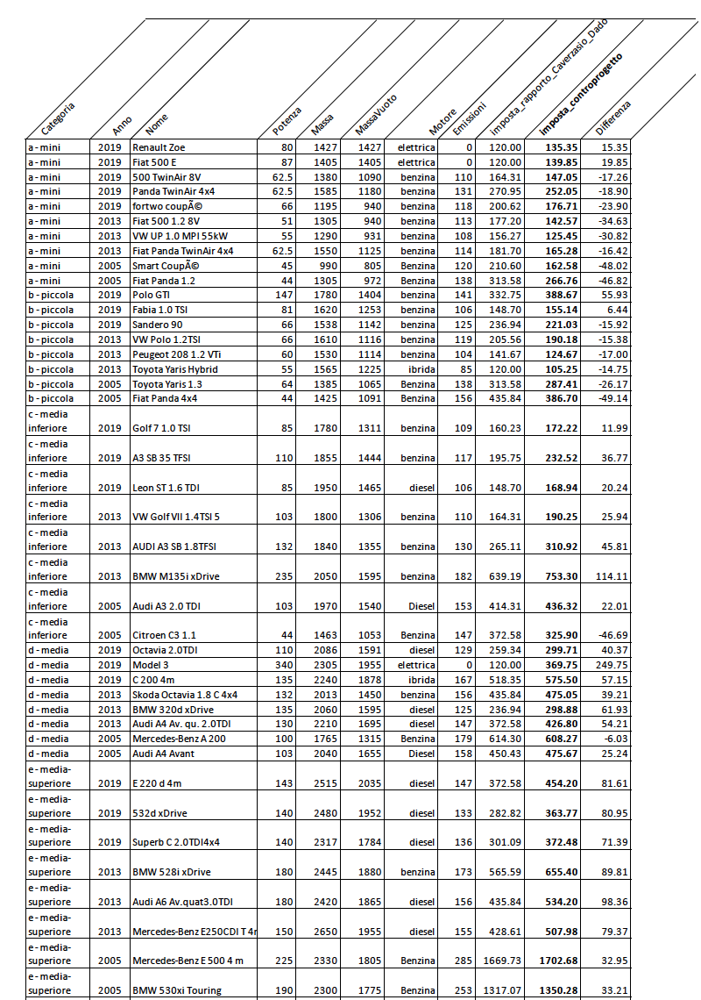 Categoria Anno Nome Potenza Massa MassaVuoto Motore Emissioni imposta_rapporto_Caverzasio_Dado imposta_controprogetto Differenza
a - mini 2019 Renault Zoe 80 1427 1427 elettrica 0 120.00 135.35 15.35
a - mini 2019 Fiat 500 E 87 1405 1405 elettrica 0 120.00 139.85 19.85
a - mini 2019 500 TwinAir 8V 62.5 1380 1090 benzina 110 164.31 147.05 -17.26
a - mini 2019 Panda TwinAir 4x4 62.5 1585 1180 benzina 131 270.95 252.05 -18.90
a - mini 2019 fortwo coupÃ© 66 1195 940 benzina 118 200.62 176.71 -23.90
a - mini 2013 Fiat 500 1.2 8V 51 1305 940 benzina 113 177.20 142.57 -34.63
a - mini 2013 VW UP 1.0 MPI 55kW 55 1290 931 benzina 108 156.27 125.45 -30.82
a - mini 2013 Fiat Panda TwinAir 4x4 62.5 1550 1125 benzina 114 181.70 165.28 -16.42
a - mini 2005 Smart CoupÃ© 45 990 805 Benzina 120 210.60 162.58 -48.02
a - mini 2005 Fiat Panda 1.2 44 1305 972 Benzina 138 313.58 266.76 -46.82
b - piccola 2019 Polo GTI 147 1780 1404 benzina 141 332.75 388.67 55.93
b - piccola 2019 Fabia 1.0 TSI 81 1620 1253 benzina 106 148.70 155.14 6.44
b - piccola 2019 Sandero 90 66 1538 1142 benzina 125 236.94 221.03 -15.92
b - piccola 2013 VW Polo 1.2TSI 66 1610 1116 benzina 119 205.56 190.18 -15.38
b - piccola 2013 Peugeot 208 1.2 VTi 60 1530 1114 benzina 104 141.67 124.67 -17.00
b - piccola 2013 Toyota Yaris Hybrid 55 1565 1225 ibrida 85 120.00 105.25 -14.75
b - piccola 2005 Toyota Yaris 1.3 64 1385 1065 Benzina 138 313.58 287.41 -26.17
b - piccola 2005 Fiat Panda 4x4 44 1425 1091 Benzina 156 435.84 386.70 -49.14
c - media
inferiore 2019 Golf 7 1.0 TSI 85 1780 1311 benzina 109 160.23 172.22 11.99
c - media
inferiore 2019 A3 SB 35 TFSI 110 1855 1444 benzina 117 195.75 232.52 36.77
c - media
inferiore 2019 Leon ST 1.6 TDI 85 1950 1465 diesel 106 148.70 168.94 20.24
c - media
inferiore 2013 VW Golf VII 1.4TSI 5 103 1800 1306 benzina 110 164.31 190.25 25.94
c - media
inferiore 2013 AUDI A3 SB 1.8TFSI 132 1840 1355 benzina 130 265.11 310.92 45.81
c - media
inferiore 2013 BMW M135i xDrive 235 2050 1595 benzina 182 639.19 753.30 114.11
c - media
inferiore 2005 Audi A3 2.0 TDI 103 1970 1540 Diesel 153 414.31 436.32 22.01
c - media
inferiore 2005 Citroen C3 1.1 44 1463 1053 Benzina 147 372.58 325.90 -46.69
d - media 2019 Octavia 2.0TDI 110 2086 1591 diesel 129 259.34 299.71 40.37
d - media 2019 Model 3 340 2305 1955 elettrica 0 120.00 369.75 249.75
d - media 2019 C 200 4m 135 2240 1878 ibrida 167 518.35 575.50 57.15
d - media 2013 Skoda Octavia 1.8 C 4x4 132 2013 1450 benzina 156 435.84 475.05 39.21
d - media 2013 BMW 320d xDrive 135 2060 1595 diesel 125 236.94 298.88 61.93
d - media 2013 Audi A4 Av. qu. 2.0TDI 130 2210 1695 diesel 147 372.58 426.80 54.21
d - media 2005 Mercedes-Benz A 200 100 1765 1315 Benzina 179 614.30 608.27 -6.03
d - media 2005 Audi A4 Avant 103 2040 1655 Diesel 158 450.43 475.67 25.24
e - media-
superiore 2019 E 220 d 4m 143 2515 2035 diesel 147 372.58 454.20 81.61
e - media-
superiore 2019 532d xDrive 140 2480 1952 diesel 133 282.82 363.77 80.95
e - media-
superiore 2019 Superb C 2.0TDI4x4 140 2317 1784 diesel 136 301.09 372.48 71.39
e - media-
superiore 2013 BMW 528i xDrive 180 2445 1880 benzina 173 565.59 655.40 89.81
e - media-
superiore 2013 Audi A6 Av.quat3.0TDI 180 2420 1865 diesel 156 435.84 534.20 98.36
e - media-
superiore 2013 Mercedes-Benz E250CDI T 4m 150 2650 1955 diesel 155 428.61 507.98 79.37
e - media-
superiore 2005 Mercedes-Benz E 500 4 m 225 2330 1805 Benzina 285 1669.73 1702.68 32.95
e - media-
superiore 2005 BMW 530xi Touring 190 2300 1775 Benzina 253 1317.07 1350.28 33.21